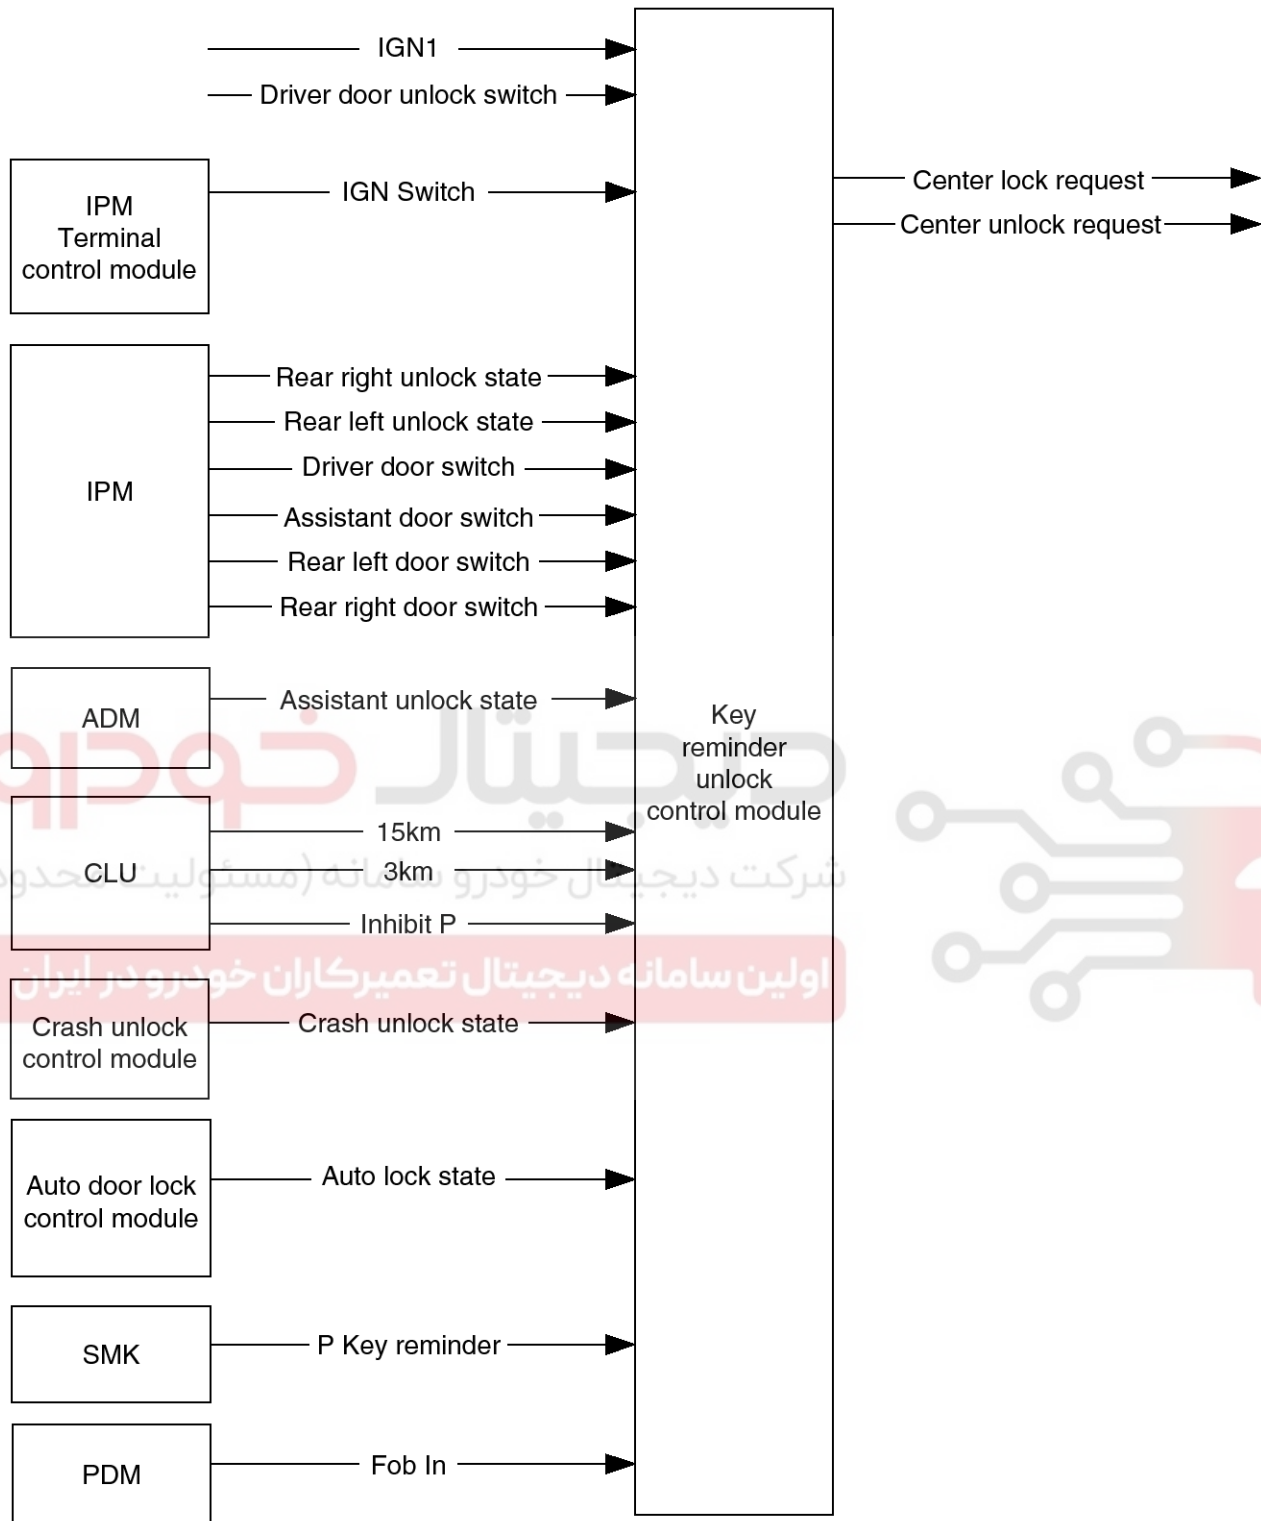 IGN1
Driver door unlock switch
IPM
Terminal
control module
IGN Switch
Center lock request
Center unlock request
IPM
Rear right unlock state
Rear left unlock state
Driver door switch
Assistant door switch
Rear left door switch
Rear right door switch
ADM
Assistant unlock state
Key
reminder
unlock
control module
دیجیتال خودرو
شرکت دیجیتال خودرو سامانه (مسئولیت محدود
اولین سامانه دیجیتال تعمیرکاران خودرو در ایران
CLU
15km
3km
Inhibit P
Crash unlock
control module
Crash unlock state
Auto door lock
control module
Auto lock state
SMK
P Key reminder
PDM
Fob In